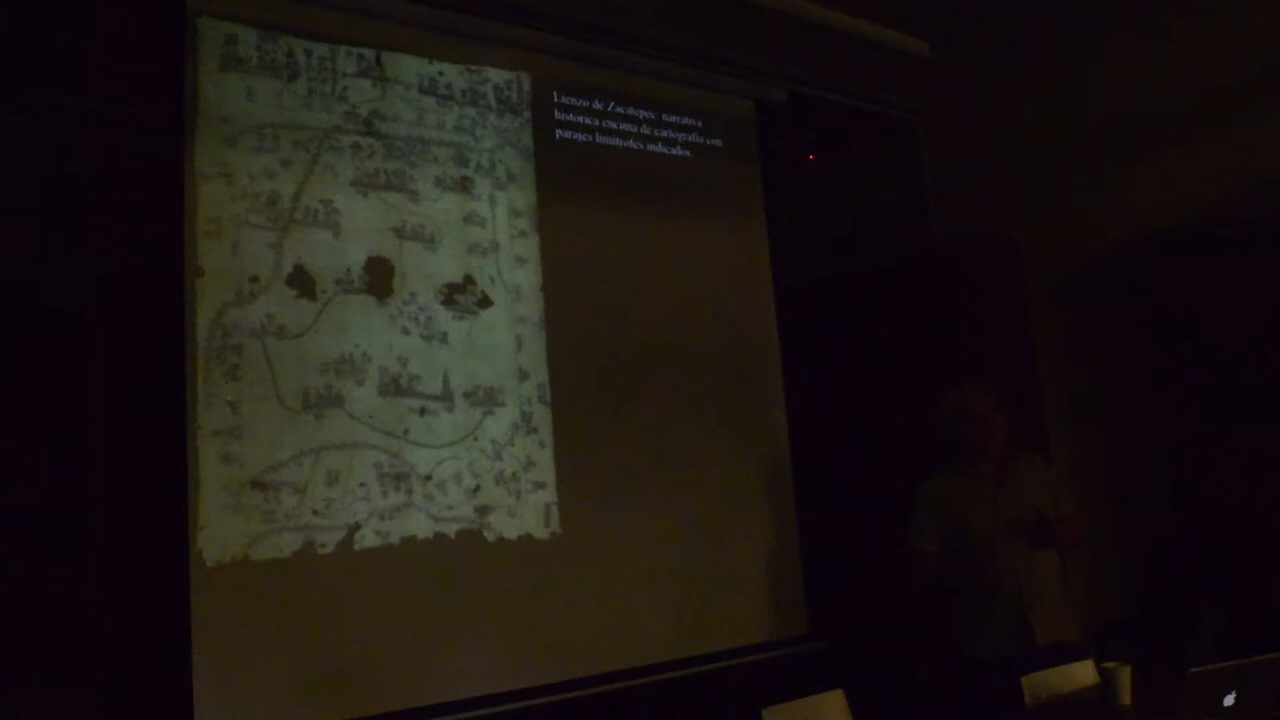 Lienzo de Zacatepec: narrativa
histórica encima de cartografía con
parajes limítrofes indicados.